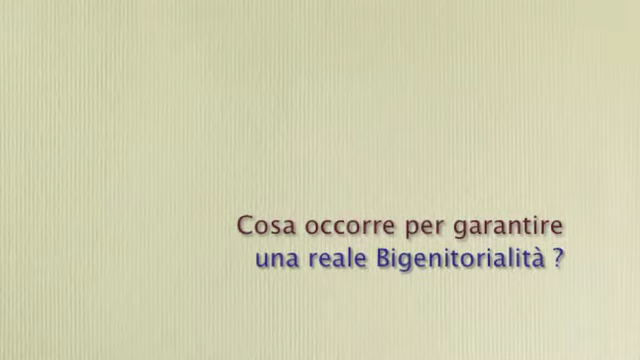 Cosa occorre per garantire
una reale Bigenitorialità ?